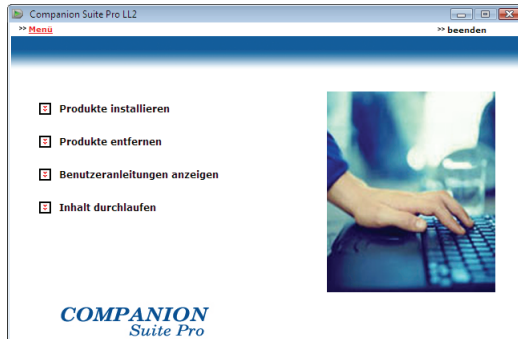 Companion Suite Pro LL2
>> Menü
>> beenden
Produkte installieren
Produkte entfernen
Benutzeranleitungen anzeigen
Inhalt durchlaufen
COMPANION
Suite Pro